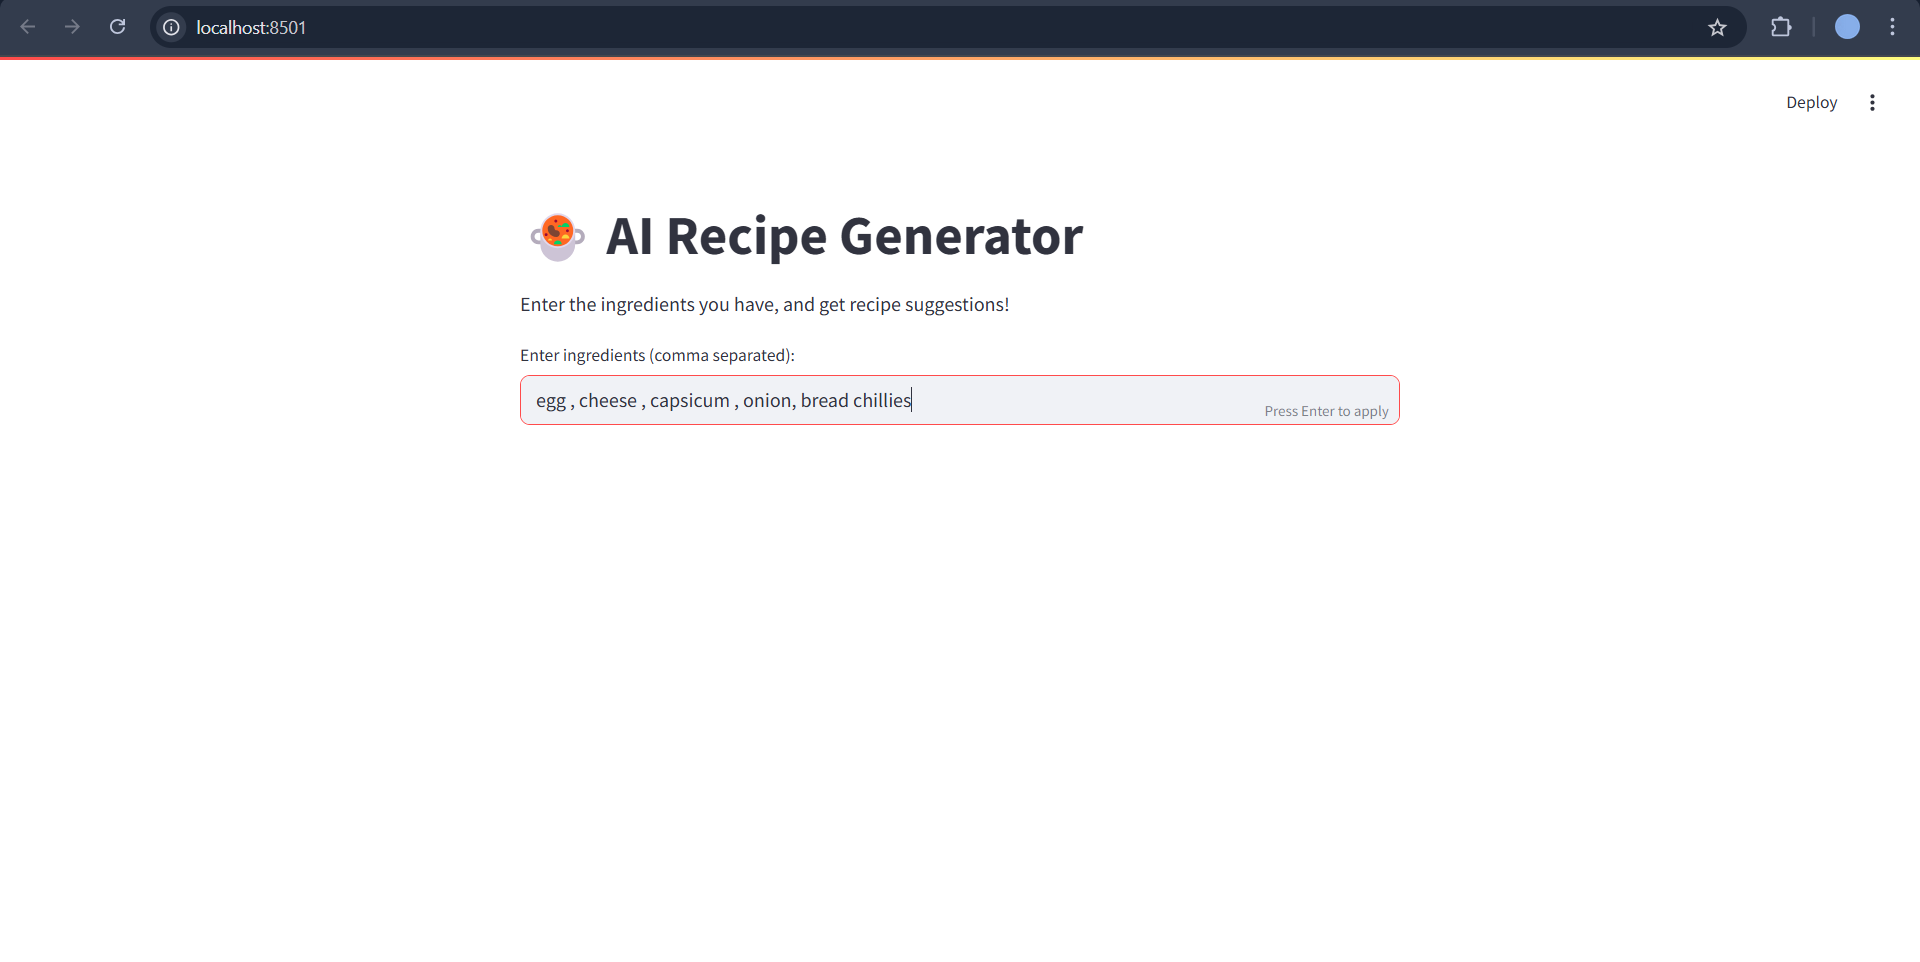 localhost:8501
Deploy
AI Recipe Generator
Enter the ingredients you have, and get recipe suggestions!
Enter ingredients (comma separated):
egg , cheese , capsicum , onion, bread chillies
Press Enter to apply